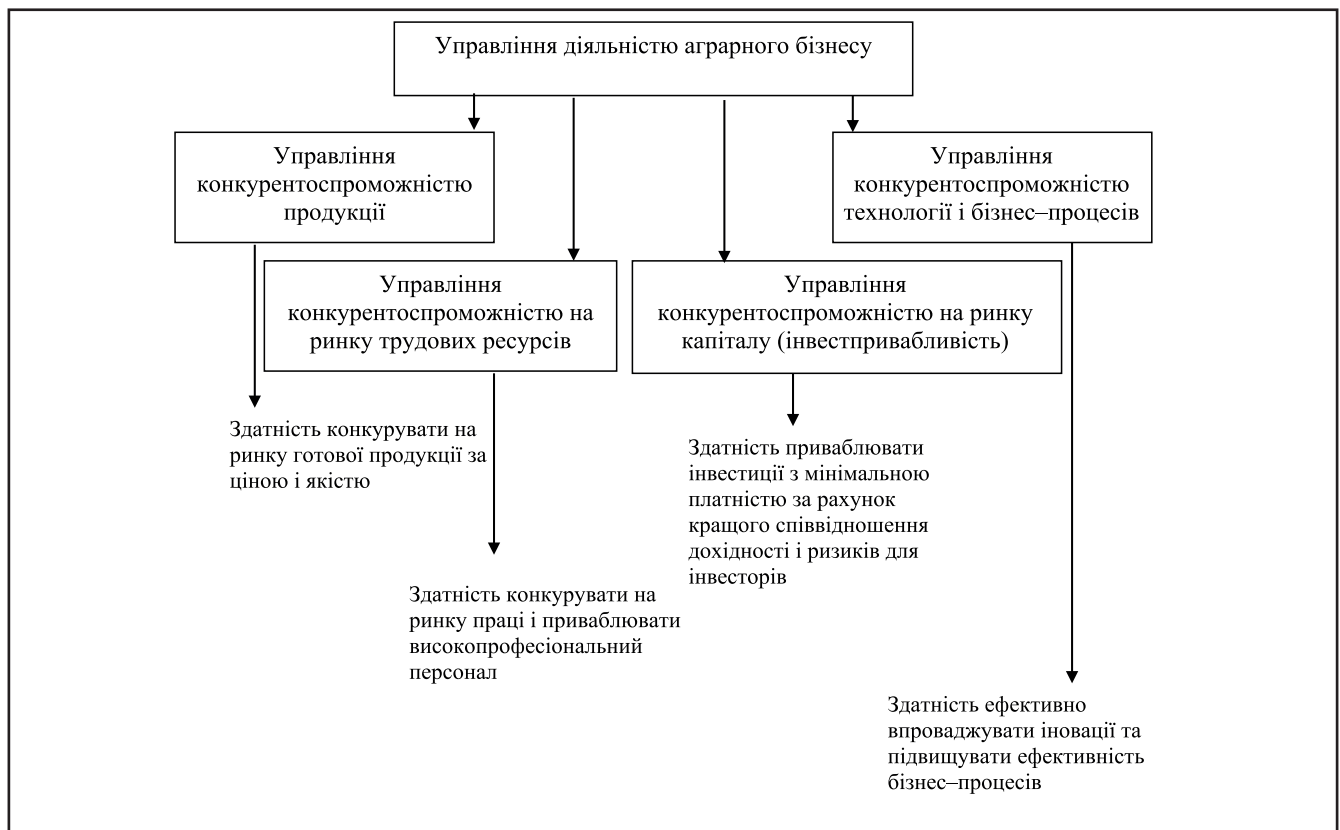 Управління діяльністю аграрного бізнесу
Управління
конкурентоспроможністю
продукції
Управління
конкурентоспроможністю
технології і бізнес–процесів
Управління
конкурентоспроможністю на
ринку трудових ресурсів
Управління
конкурентоспроможністю на ринку
капіталу (інвестпривабливість)
Здатність конкурувати на
ринку готової продукції за
ціною і якістю
Здатність приваблювати
інвестиції з мінімальною
платністю за рахунок
кращого співвідношення
дохідності і ризиків для
інвесторів
Здатність конкурувати на
ринку праці і приваблювати
високопрофесіональний
персонал
Здатність ефективно
впроваджувати іновації та
підвищувати ефективність
бізнес–процесів